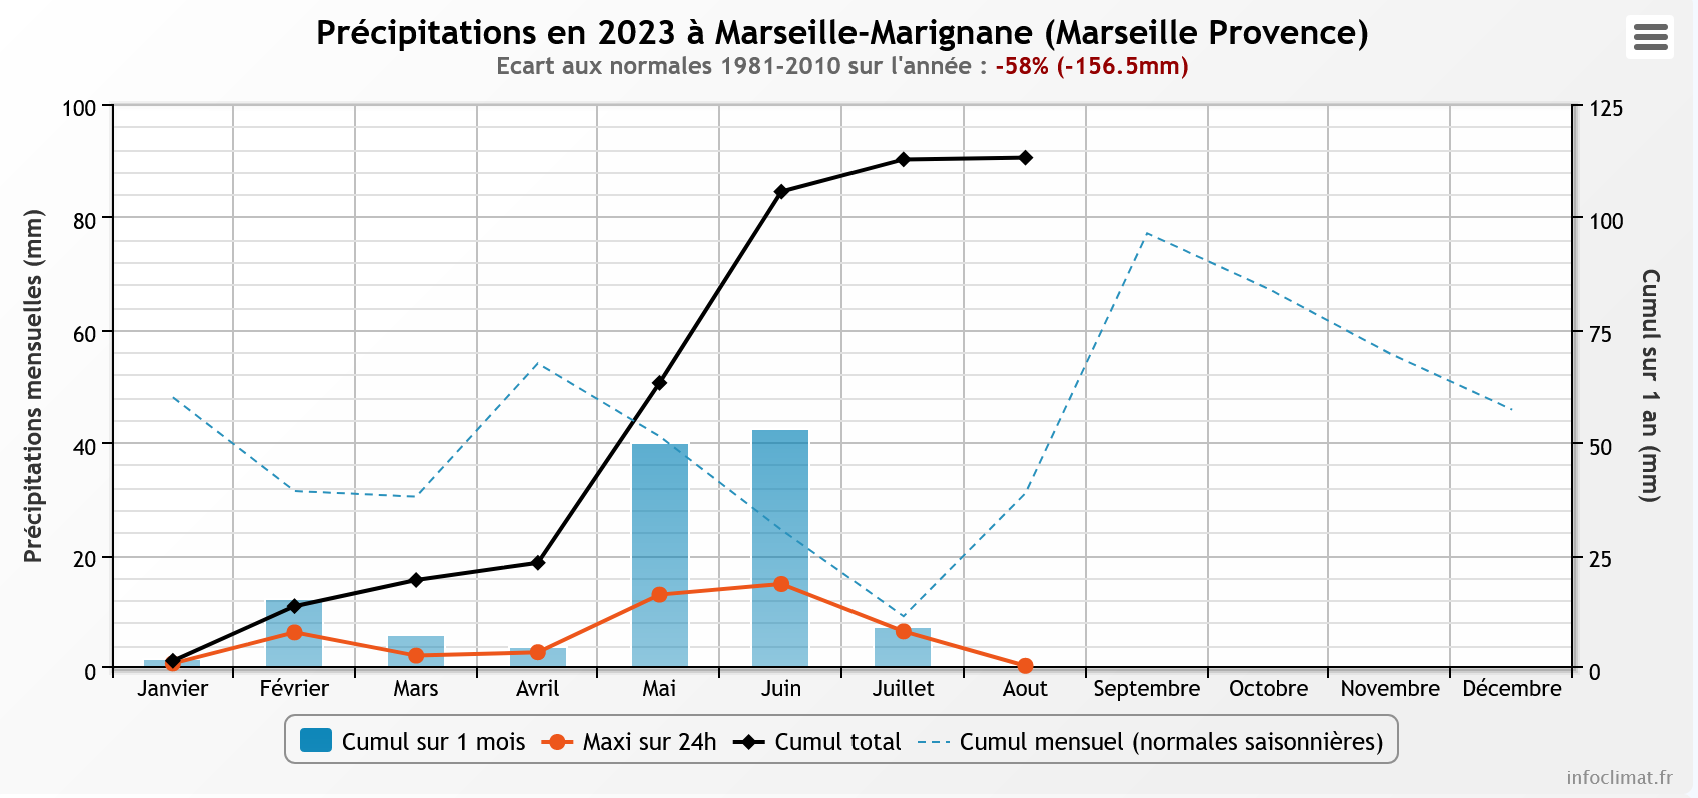 Précipitations en 2023 à Marseille-Marignane (Marseille Provence)
Ecart aux normales 1981-2010 sur l'année : -58% (-156.5mm)
Précipitations mensuelles (mm)
100
80
60
40
20
0
125
100
75
50
25
0
Cumul sur 1 an (mm)
Janvier Février Mars Avril Mai Juin Juillet Aout Septembre Octobre Novembre Décembre
Cumul sur 1 mois Maxi sur 24h Cumul total Cumul mensuel (normales saisonnières)
infoclimat.fr